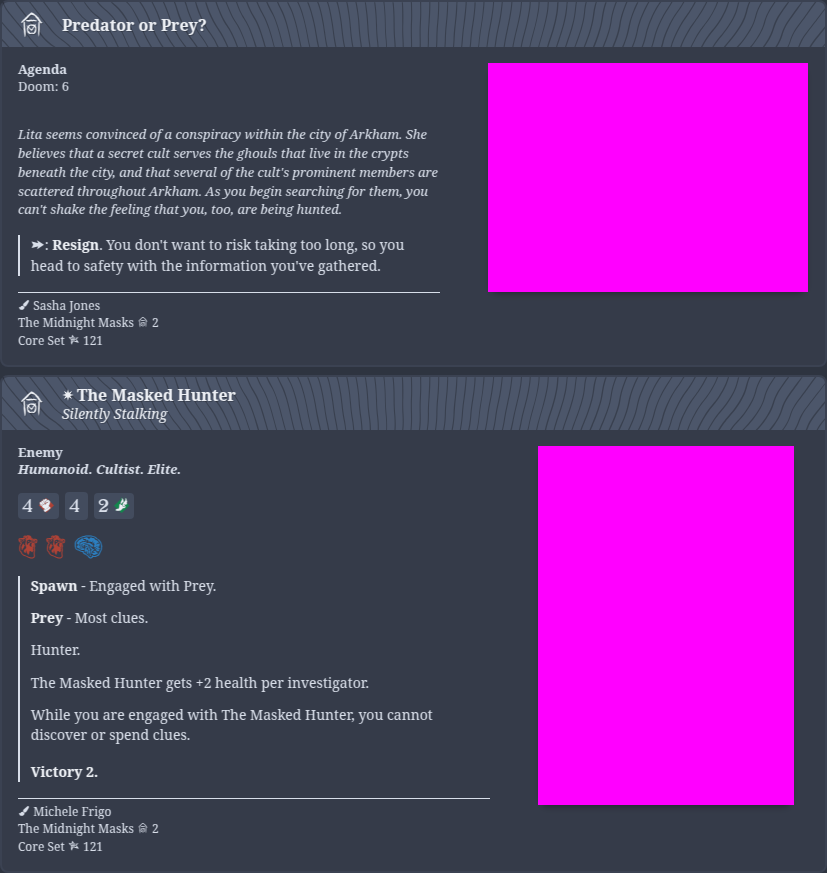 Predator or Prey?
Agenda
Doom: 6
Lita seems convinced of a conspiracy within the city of Arkham. She
believes that a secret cult serves the ghouls that live in the crypts
beneath the city, and that several of the cult's prominent members are
scattered throughout Arkham. As you begin searching for them, you
can't shake the feeling that you, too, are being hunted.
: Resign. You don't want to risk taking too long, so you
head to safety with the information you've gathered.
Sasha Jones
The Midnight Masks 2
Core Set 121
The Masked Hunter
Silently Stalking
Enemy
Humanoid. Cultist. Elite.
4 4 2
Spawn - Engaged with Prey.
Prey - Most clues.
Hunter.
The Masked Hunter gets +2 health per investigator.
While you are engaged with The Masked Hunter, you cannot
discover or spend clues.
Victory 2.
Michele Frigo
The Midnight Masks 2
Core Set 121